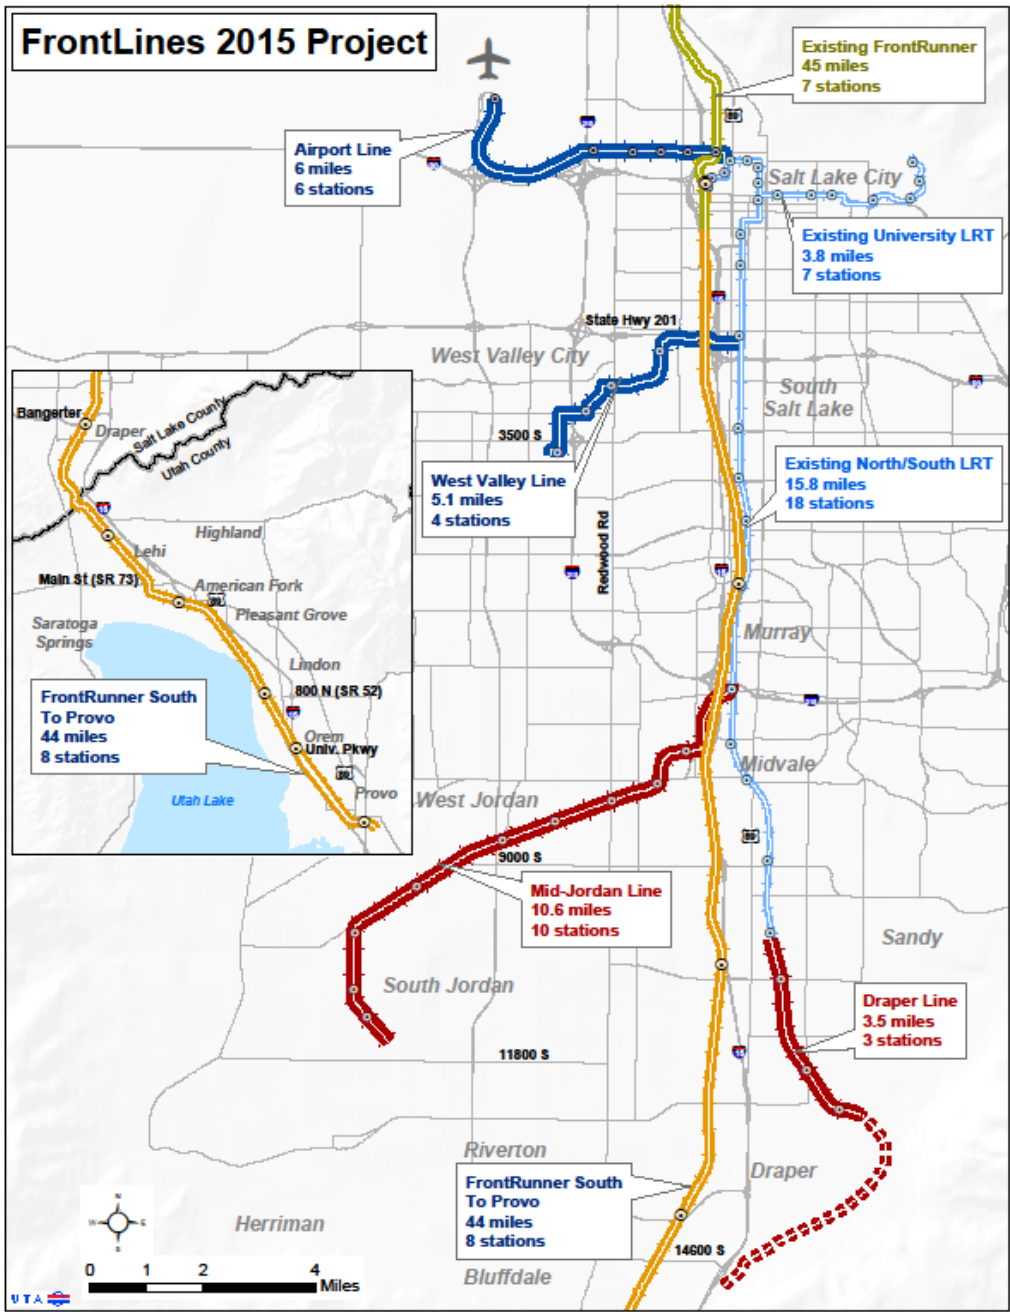 FrontLines 2015 Project
Existing FrontRunner
45 miles
7 stations
89
Airport Line
6 miles
6 stations
Salt Lake City
Existing University LRT
3.8 miles
7 stations
State Hwy 201
West Valley City
South
Salt Lake
3500 S
West Valley Line
5.1 miles
4 stations
Existing North/South LRT
15.8 miles
18 stations
Redwood Rd
Murray
Bangerter
Draper
Salt Lake County
Utah County
Highland
Lehi
Main St (SR 73)
American Fork
89
Pleasant Grove
Saratoga
Springs
Lindon
800 N (SR 52)
FrontRunner South
To Provo
44 miles
8 stations
Orem
Univ. Pkwy
89
Provo
Utah Lake
Midvale
West Jordan
89
9000 S
Mid-Jordan Line
10.6 miles
10 stations
Sandy
South Jordan
Draper Line
3.5 miles
3 stations
11800 S
Riverton
Draper
FrontRunner South
To Provo
44 miles
8 stations
14600 S
Herriman
Bluffdale
N
W
E
S
0 1 2 4
Miles
UTA